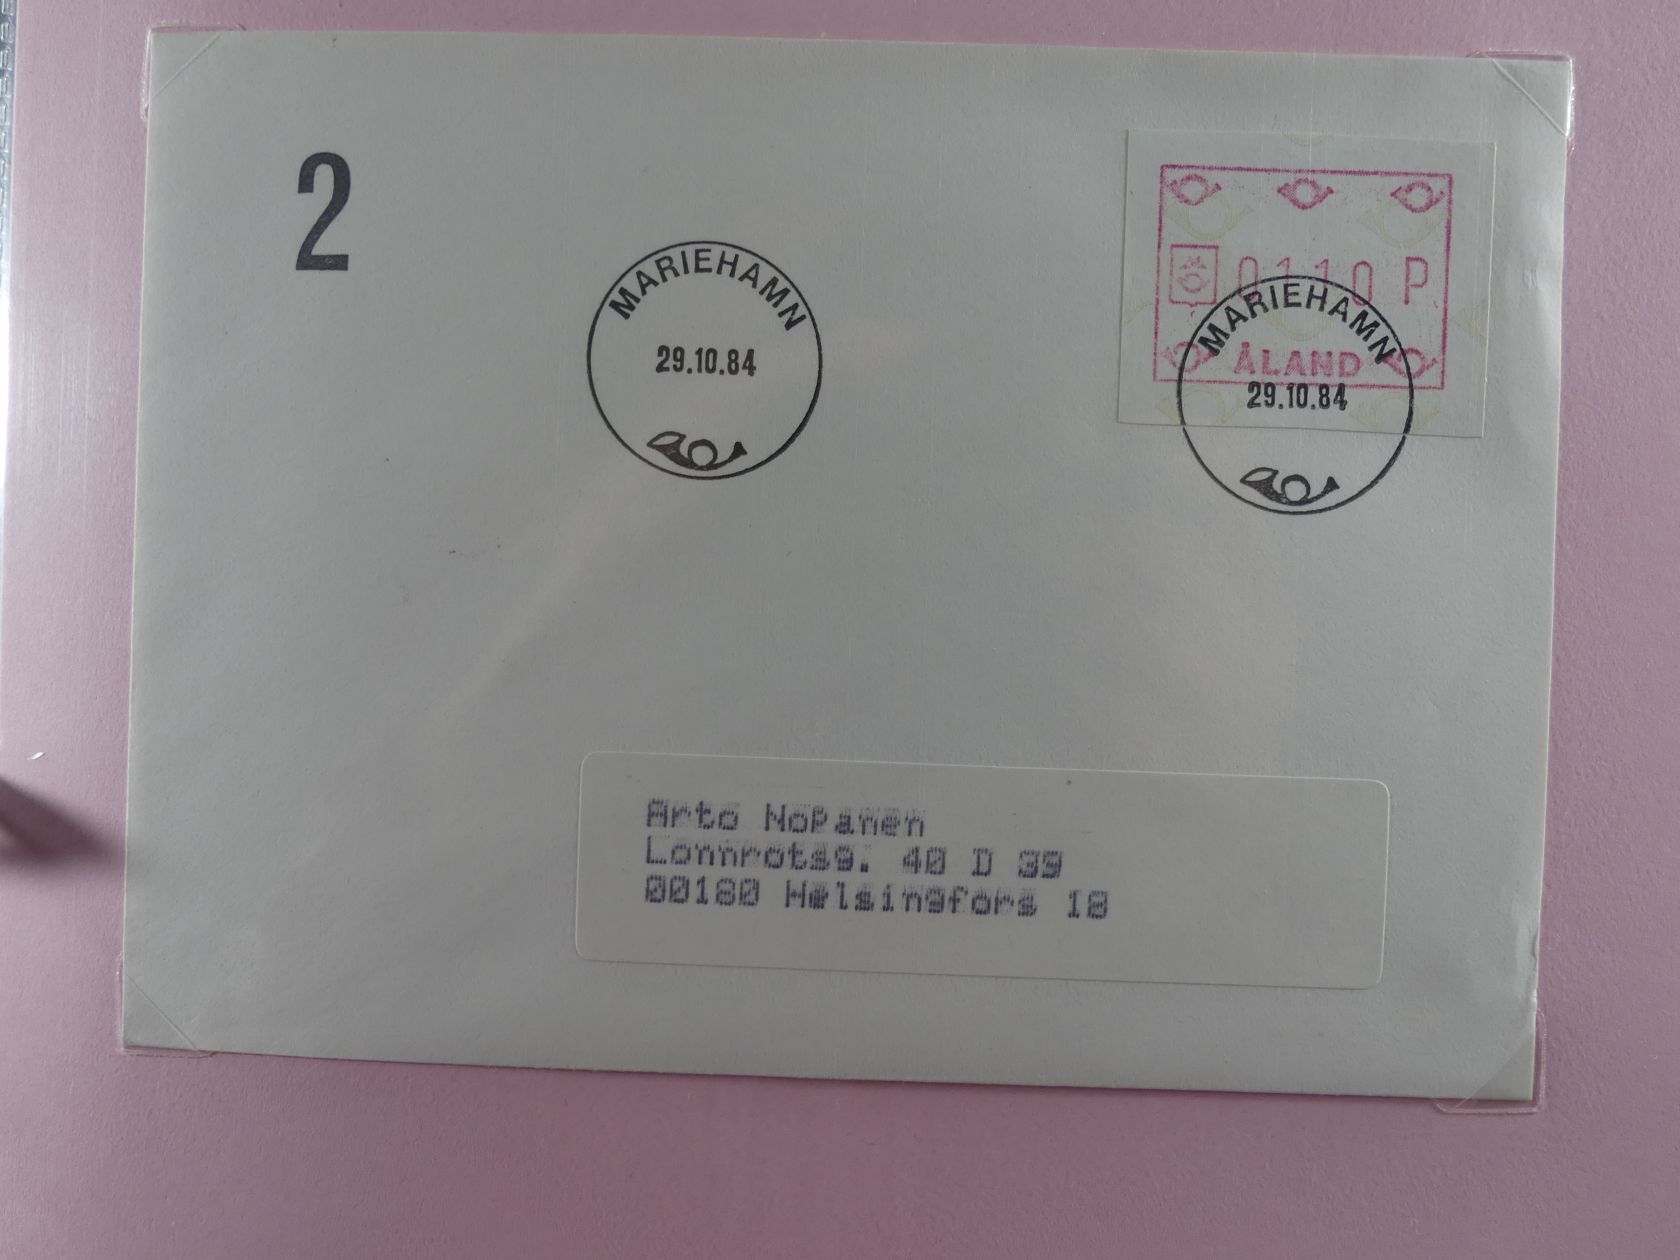 2
0110 P
ÅLAND
MARIEHAMN
29.10.84
MARIEHAMN
29.10.84
Arto Nopanen
Lonnrotsg. 40 D 39
00180 Helsingfors 18